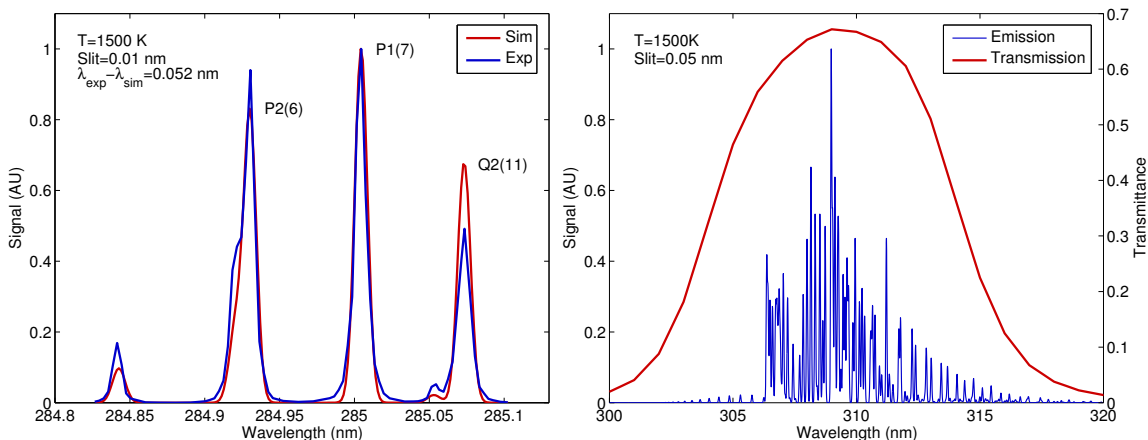 T=1500 K
Slit=0.01 nm
λexp−λsim=0.052 nm
P2(6)
P1(7)
Q2(11)
Sim
Exp
Signal (AU)
1
0.8
0.6
0.4
0.2
0
284.8 284.85 284.9 284.95 285 285.05 285.1
Wavelength (nm)
T=1500K
Slit=0.05 nm
Emission
Transmission
Signal (AU)
1
0.8
0.6
0.4
0.2
0
300 305 310 315 320
Wavelength (nm)
0.7
0.6
0.5
0.4
0.3
0.2
0.1
0
Transmittance